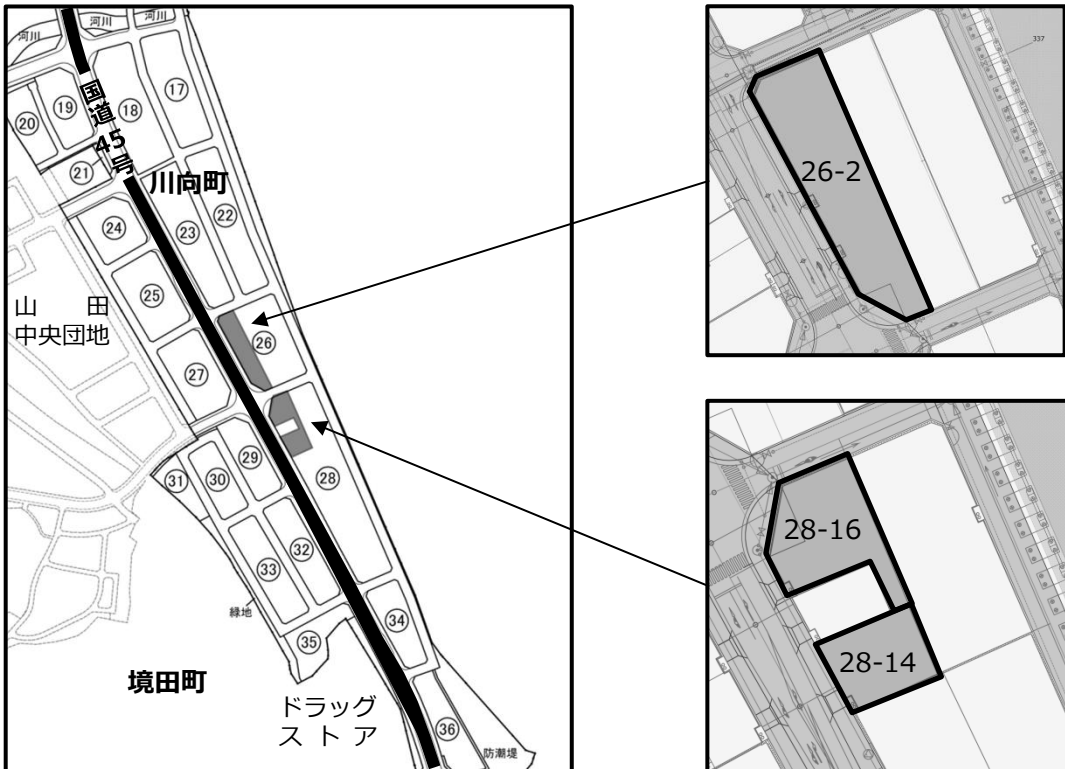 河川
河川
河川
⑲
⑱
⑰
⑳
国道45号
㉑
川向町
㉒
㉓
㉔
㉕
山　田
中央団地
㉖
㉗
㉙
㉛
㉚
㉘
㉜
㉝
緑地
㉞
㉟
境田町
ドラッグ
ストア
㊱
防潮堤
337
26-2
28-16
28-14